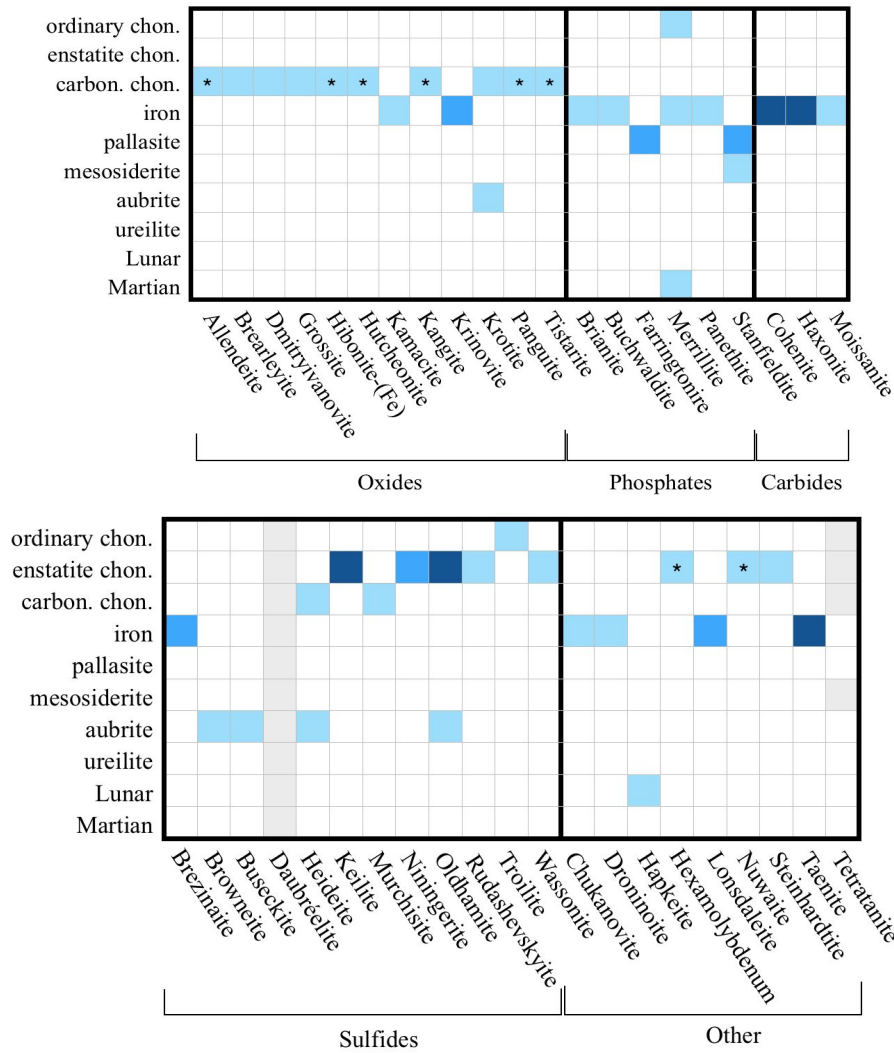 ordinary chon.
enstatite chon.
carbon. chon.
iron
pallasite
mesosiderite
aubrite
ureilite
Lunar
Martian
* * * * * *
Allendeite
Brearleyite
Dmitryivanovite
Grossite
Hibonite-(Fe)
Hutcheonite
Kamacite
Kangite
Krinovite
Krotite
Panguite
Tistarite
Brianite
Buchwaldite
Farringtonire
Merrillite
Panethite
Stanfieldite
Cohenite
Haxonite
Moissanite
Oxides
Phosphates
Carbides
ordinary chon.
enstatite chon.
carbon. chon.
iron
pallasite
mesosiderite
aubrite
ureilite
Lunar
Martian
* *
Brezinaite
Browneite
Buseckite
Daubréelite
Heideite
Keilite
Murchisite
Niningerite
Oldhamite
Rudashevskyite
Troilite
Wassonite
Chukanovite
Droninoite
Hapkeite
Hexamolybdenum
Lonsdaleite
Nuwaite
Steinhardtite
Taenite
Tetratanite
Sulfides
Other